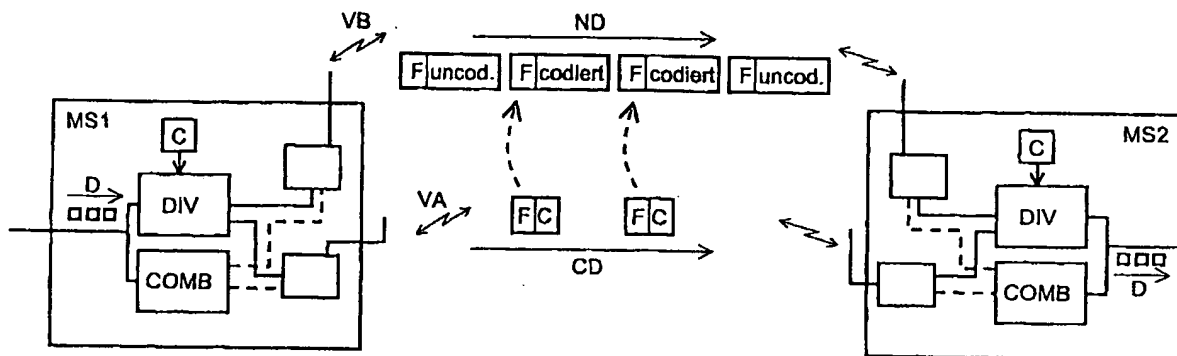 VB
ND
F uncod. F codiert F codiert F uncod.
MS1
C
D
DIV
COMB
VA
F C F C
CD
MS2
C
DIV
COMB
D